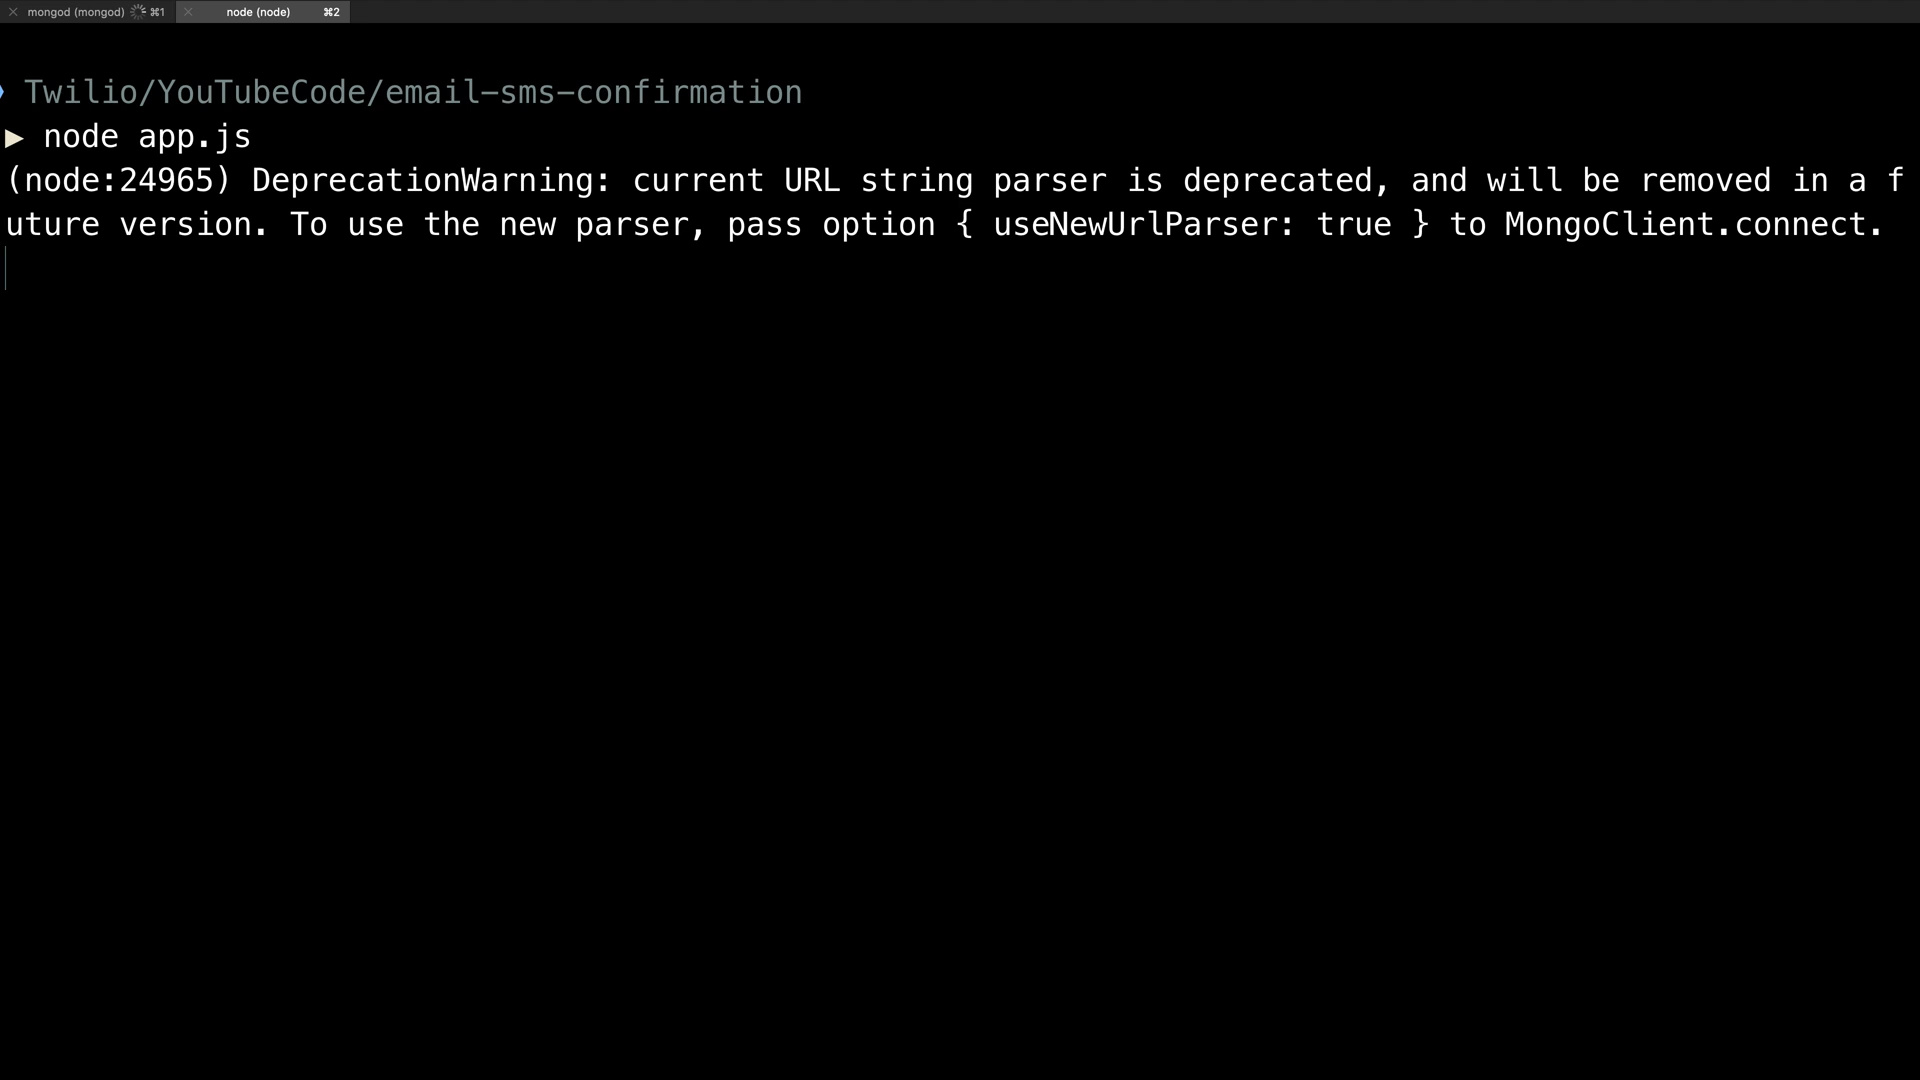 mongod (mongod) ⌘1 node (node) ⌘2
Twilio/YouTubeCode/email-sms-confirmation
▶ node app.js
(node:24965) DeprecationWarning: current URL string parser is deprecated, and will be removed in a f
uture version. To use the new parser, pass option { useNewUrlParser: true } to MongoClient.connect.